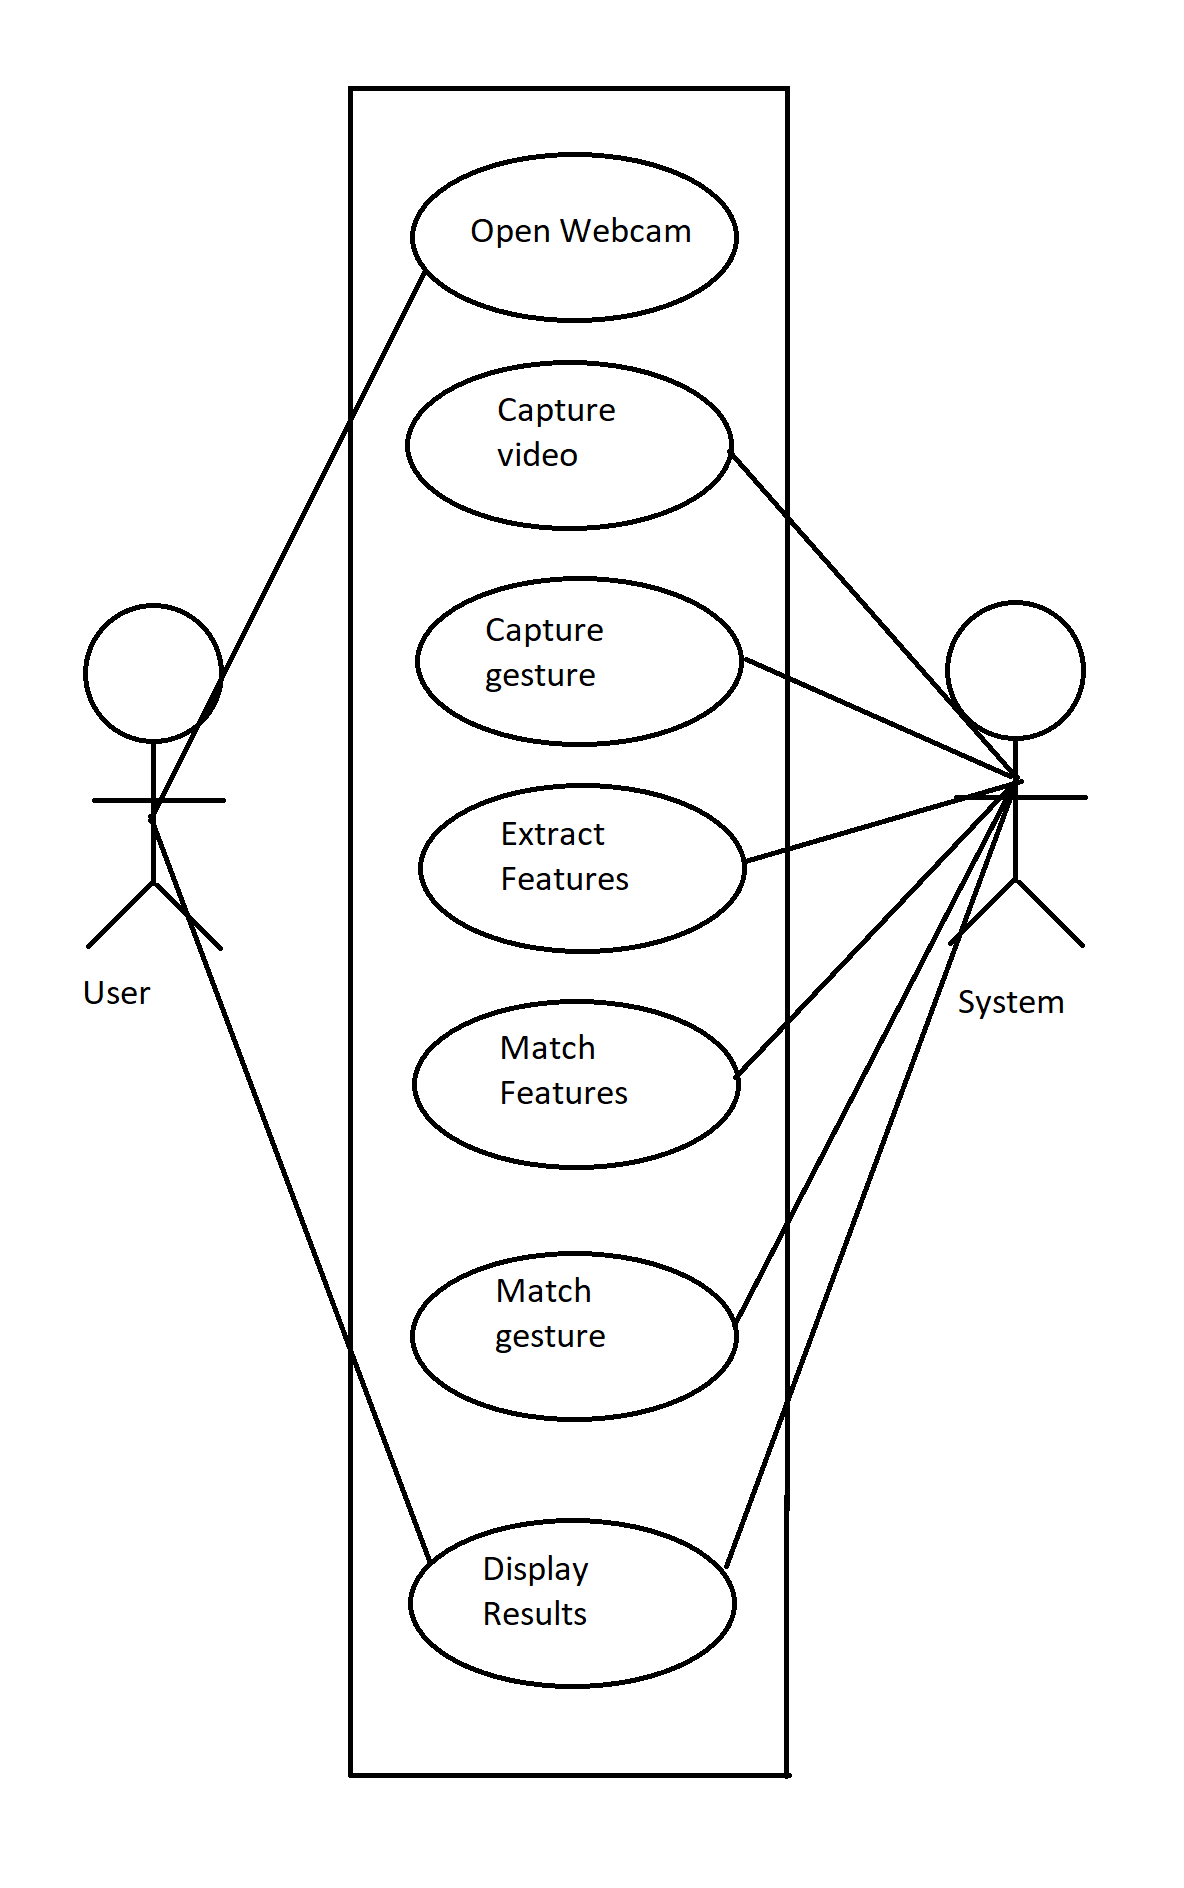 Open Webcam
Capture
video
Capture
gesture
Extract
Features
User
System
Match
Features
Match
gesture
Display
Results